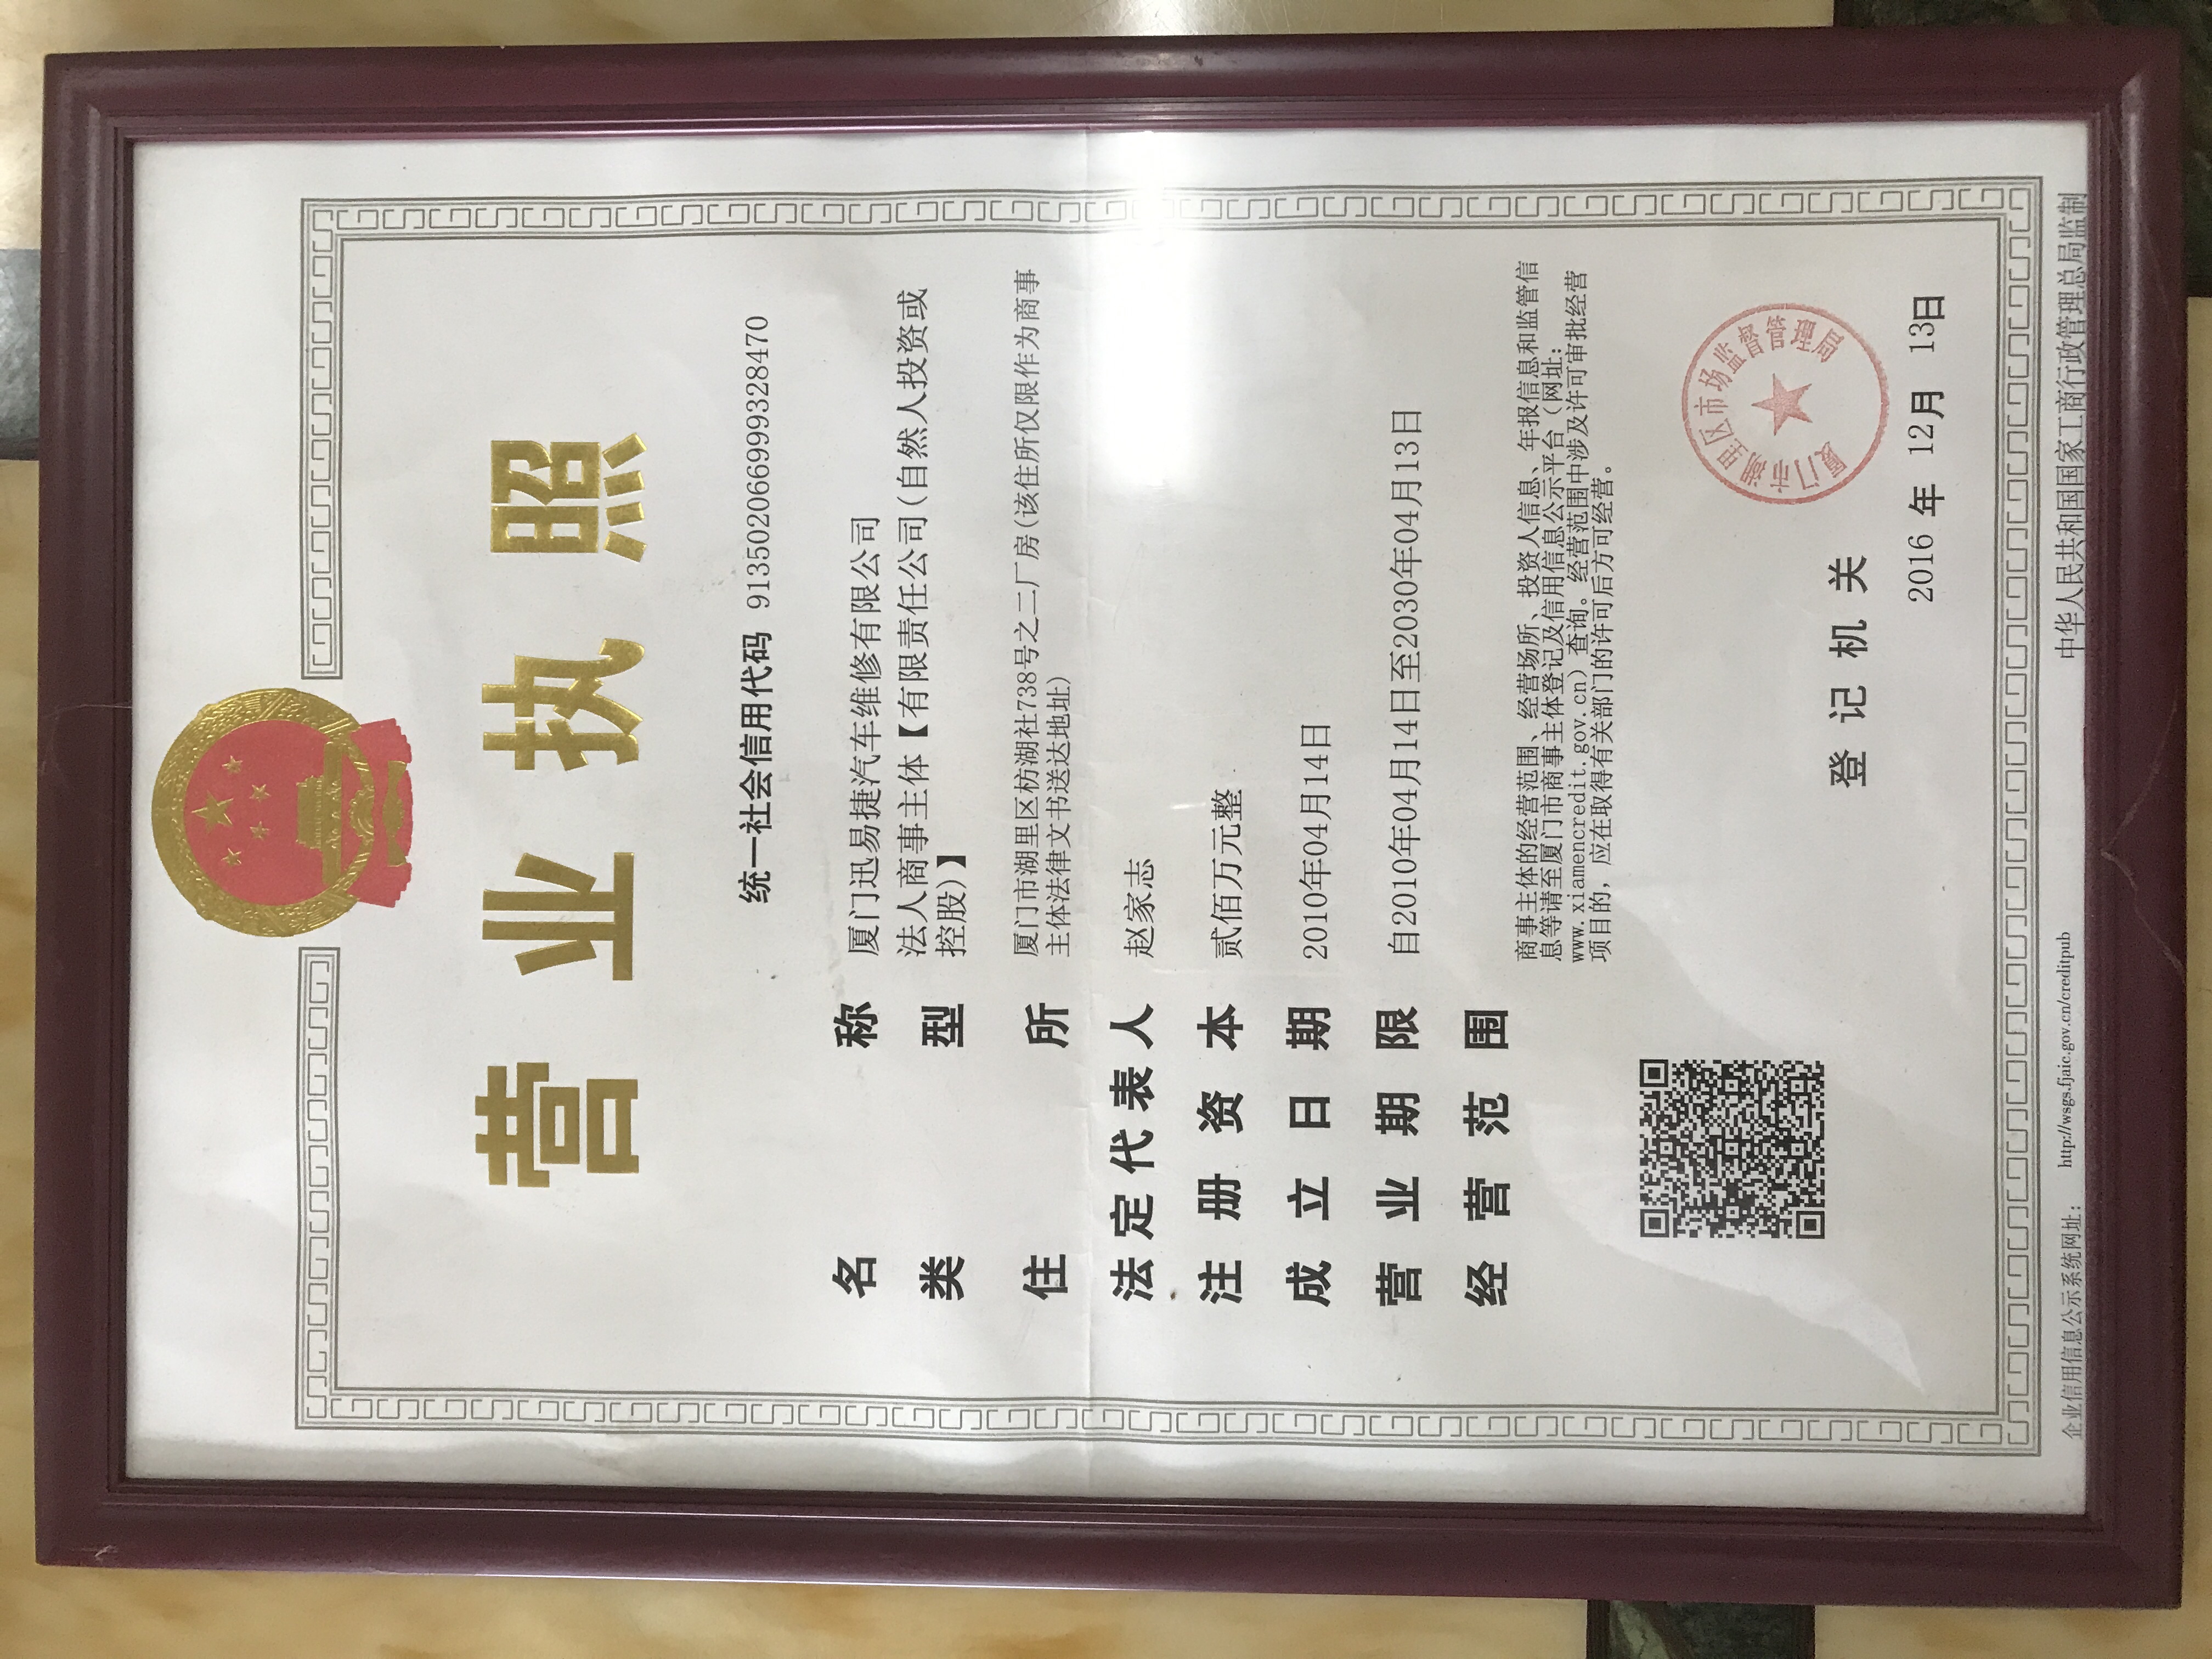 营业执照
统一社会信用代码 913502066999328470
名称 厦门迅易捷汽车维修有限公司
类型 法人商事主体【有限责任公司(自然人投资或
控股)】
住所 厦门市湖里区枋湖社738号之二厂房(该住所仅限作为商事
主体法律文书送达地址)
法定代表人 赵家志
注册资本 贰佰万元整
成立日期 2010年04月14日
营业期限 自2010年04月14日至2030年04月13日
经营范围
商事主体的经营范围、经营场所、投资人信息、年报信息和监管信
息等请至厦门市商事主体登记及信用信息公示平台（网址：
www.xiamencredit.gov.cn）查询。经营范围中涉及许可审批经营
项目的，应在取得有关部门的许可后方可经营。
厦门市湖里区市场监督管理局
登记机关
2016 年 12月 13日
企业信用信息公示系统网址： http://wsgs.fjaic.gov.cn/creditpub 中华人民共和国国家工商行政管理总局监制